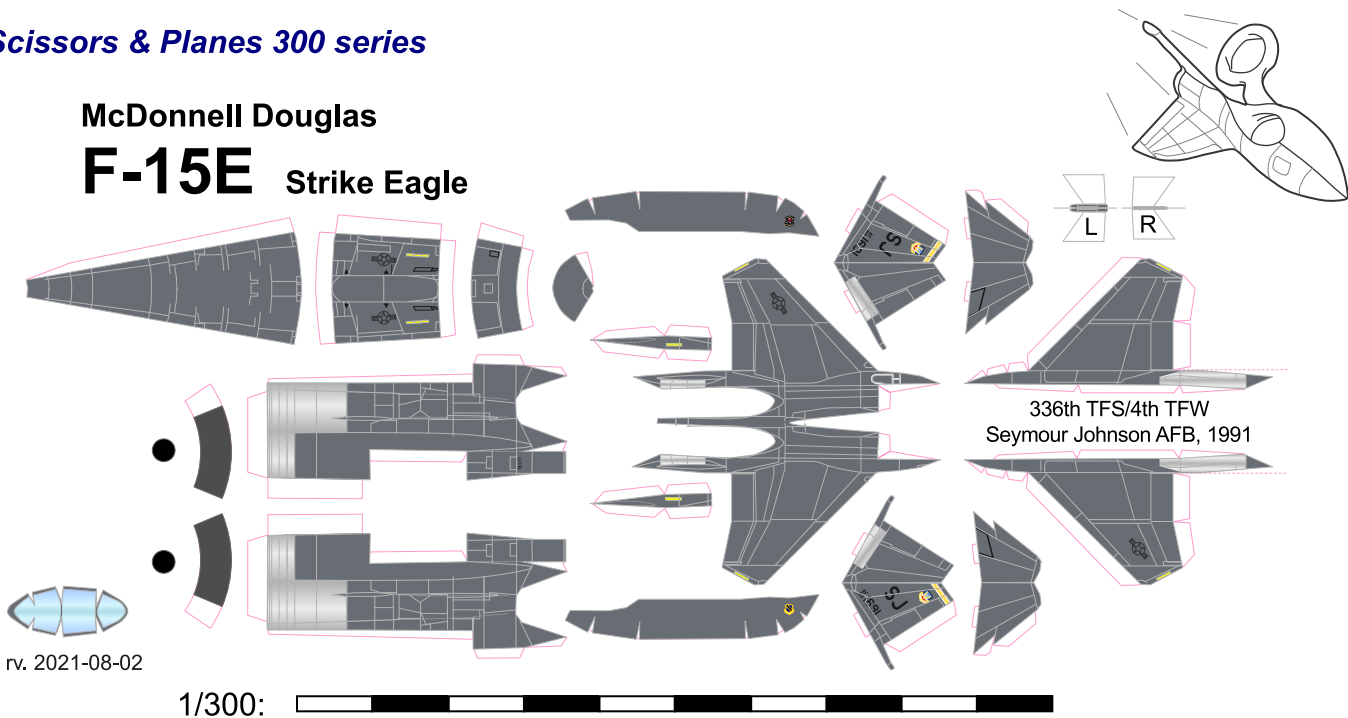 Scissors & Planes 300 series
McDonnell Douglas
F-15E Strike Eagle
L R
336th TFS/4th TFW
Seymour Johnson AFB, 1991
rv. 2021-08-02
1/300: